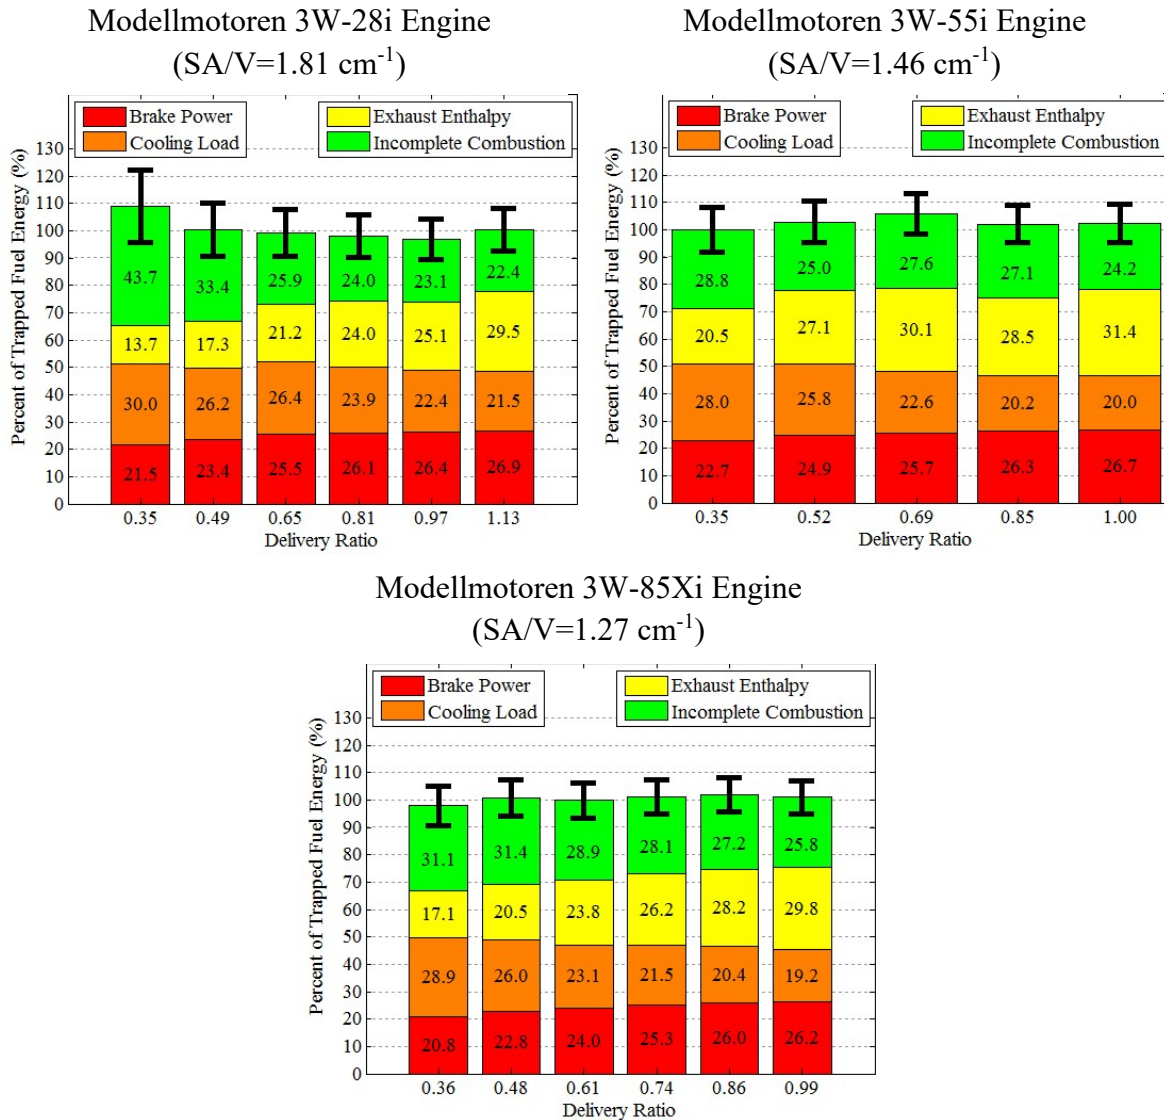 Modellmotoren 3W-28i Engine
(SA/V=1.81 cm⁻¹)
Brake Power
Cooling Load
Exhaust Enthalpy
Incomplete Combustion
Percent of Trapped Fuel Energy (%)
130
120
110
100
90
80
70
60
50
40
30
20
10
0
43.7 33.4 25.9 24.0 23.1 22.4
13.7 17.3 21.2 24.0 25.1 29.5
30.0 26.2 26.4 23.9 22.4 21.5
21.5 23.4 25.5 26.1 26.4 26.9
0.35 0.49 0.65 0.81 0.97 1.13
Delivery Ratio
Modellmotoren 3W-55i Engine
(SA/V=1.46 cm⁻¹)
Brake Power
Cooling Load
Exhaust Enthalpy
Incomplete Combustion
Percent of Trapped Fuel Energy (%)
130
120
110
100
90
80
70
60
50
40
30
20
10
0
28.8 25.0 27.6 27.1 24.2
20.5 27.1 30.1 28.5 31.4
28.0 25.8 22.6 20.2 20.0
22.7 24.9 25.7 26.3 26.7
0.35 0.52 0.69 0.85 1.00
Delivery Ratio
Modellmotoren 3W-85Xi Engine
(SA/V=1.27 cm⁻¹)
Brake Power
Cooling Load
Exhaust Enthalpy
Incomplete Combustion
Percent of Trapped Fuel Energy (%)
130
120
110
100
90
80
70
60
50
40
30
20
10
0
31.1 31.4 28.9 28.1 27.2 25.8
17.1 20.5 23.8 26.2 28.2 29.8
28.9 26.0 23.1 21.5 20.4 19.2
20.8 22.8 24.0 25.3 26.0 26.2
0.36 0.48 0.61 0.74 0.86 0.99
Delivery Ratio